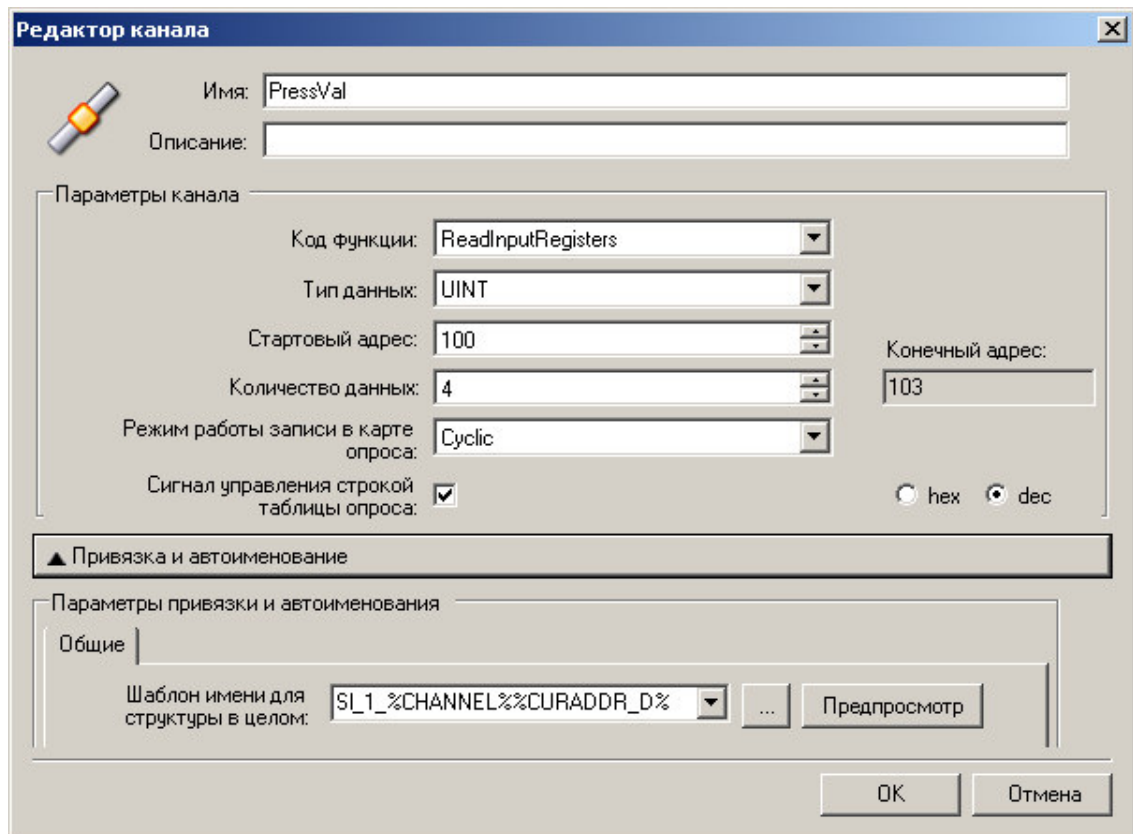 Редактор канала
Имя: PressVal
Описание:
Параметры канала
Код функции: ReadInputRegisters
Тип данных: UINT
Стартовый адрес: 100
Конечный адрес:
Количество данных: 4
103
Режим работы записи в карте
опроса: Cyclic
Сигнал управления строкой
таблицы опроса:
hex dec
Привязка и автоименование
Параметры привязки и автоименования
Общие
Шаблон имени для
структуры в целом: SI_1_%CHANNEL%%CURADDR_D% ... Предпросмотр
OK Отмена